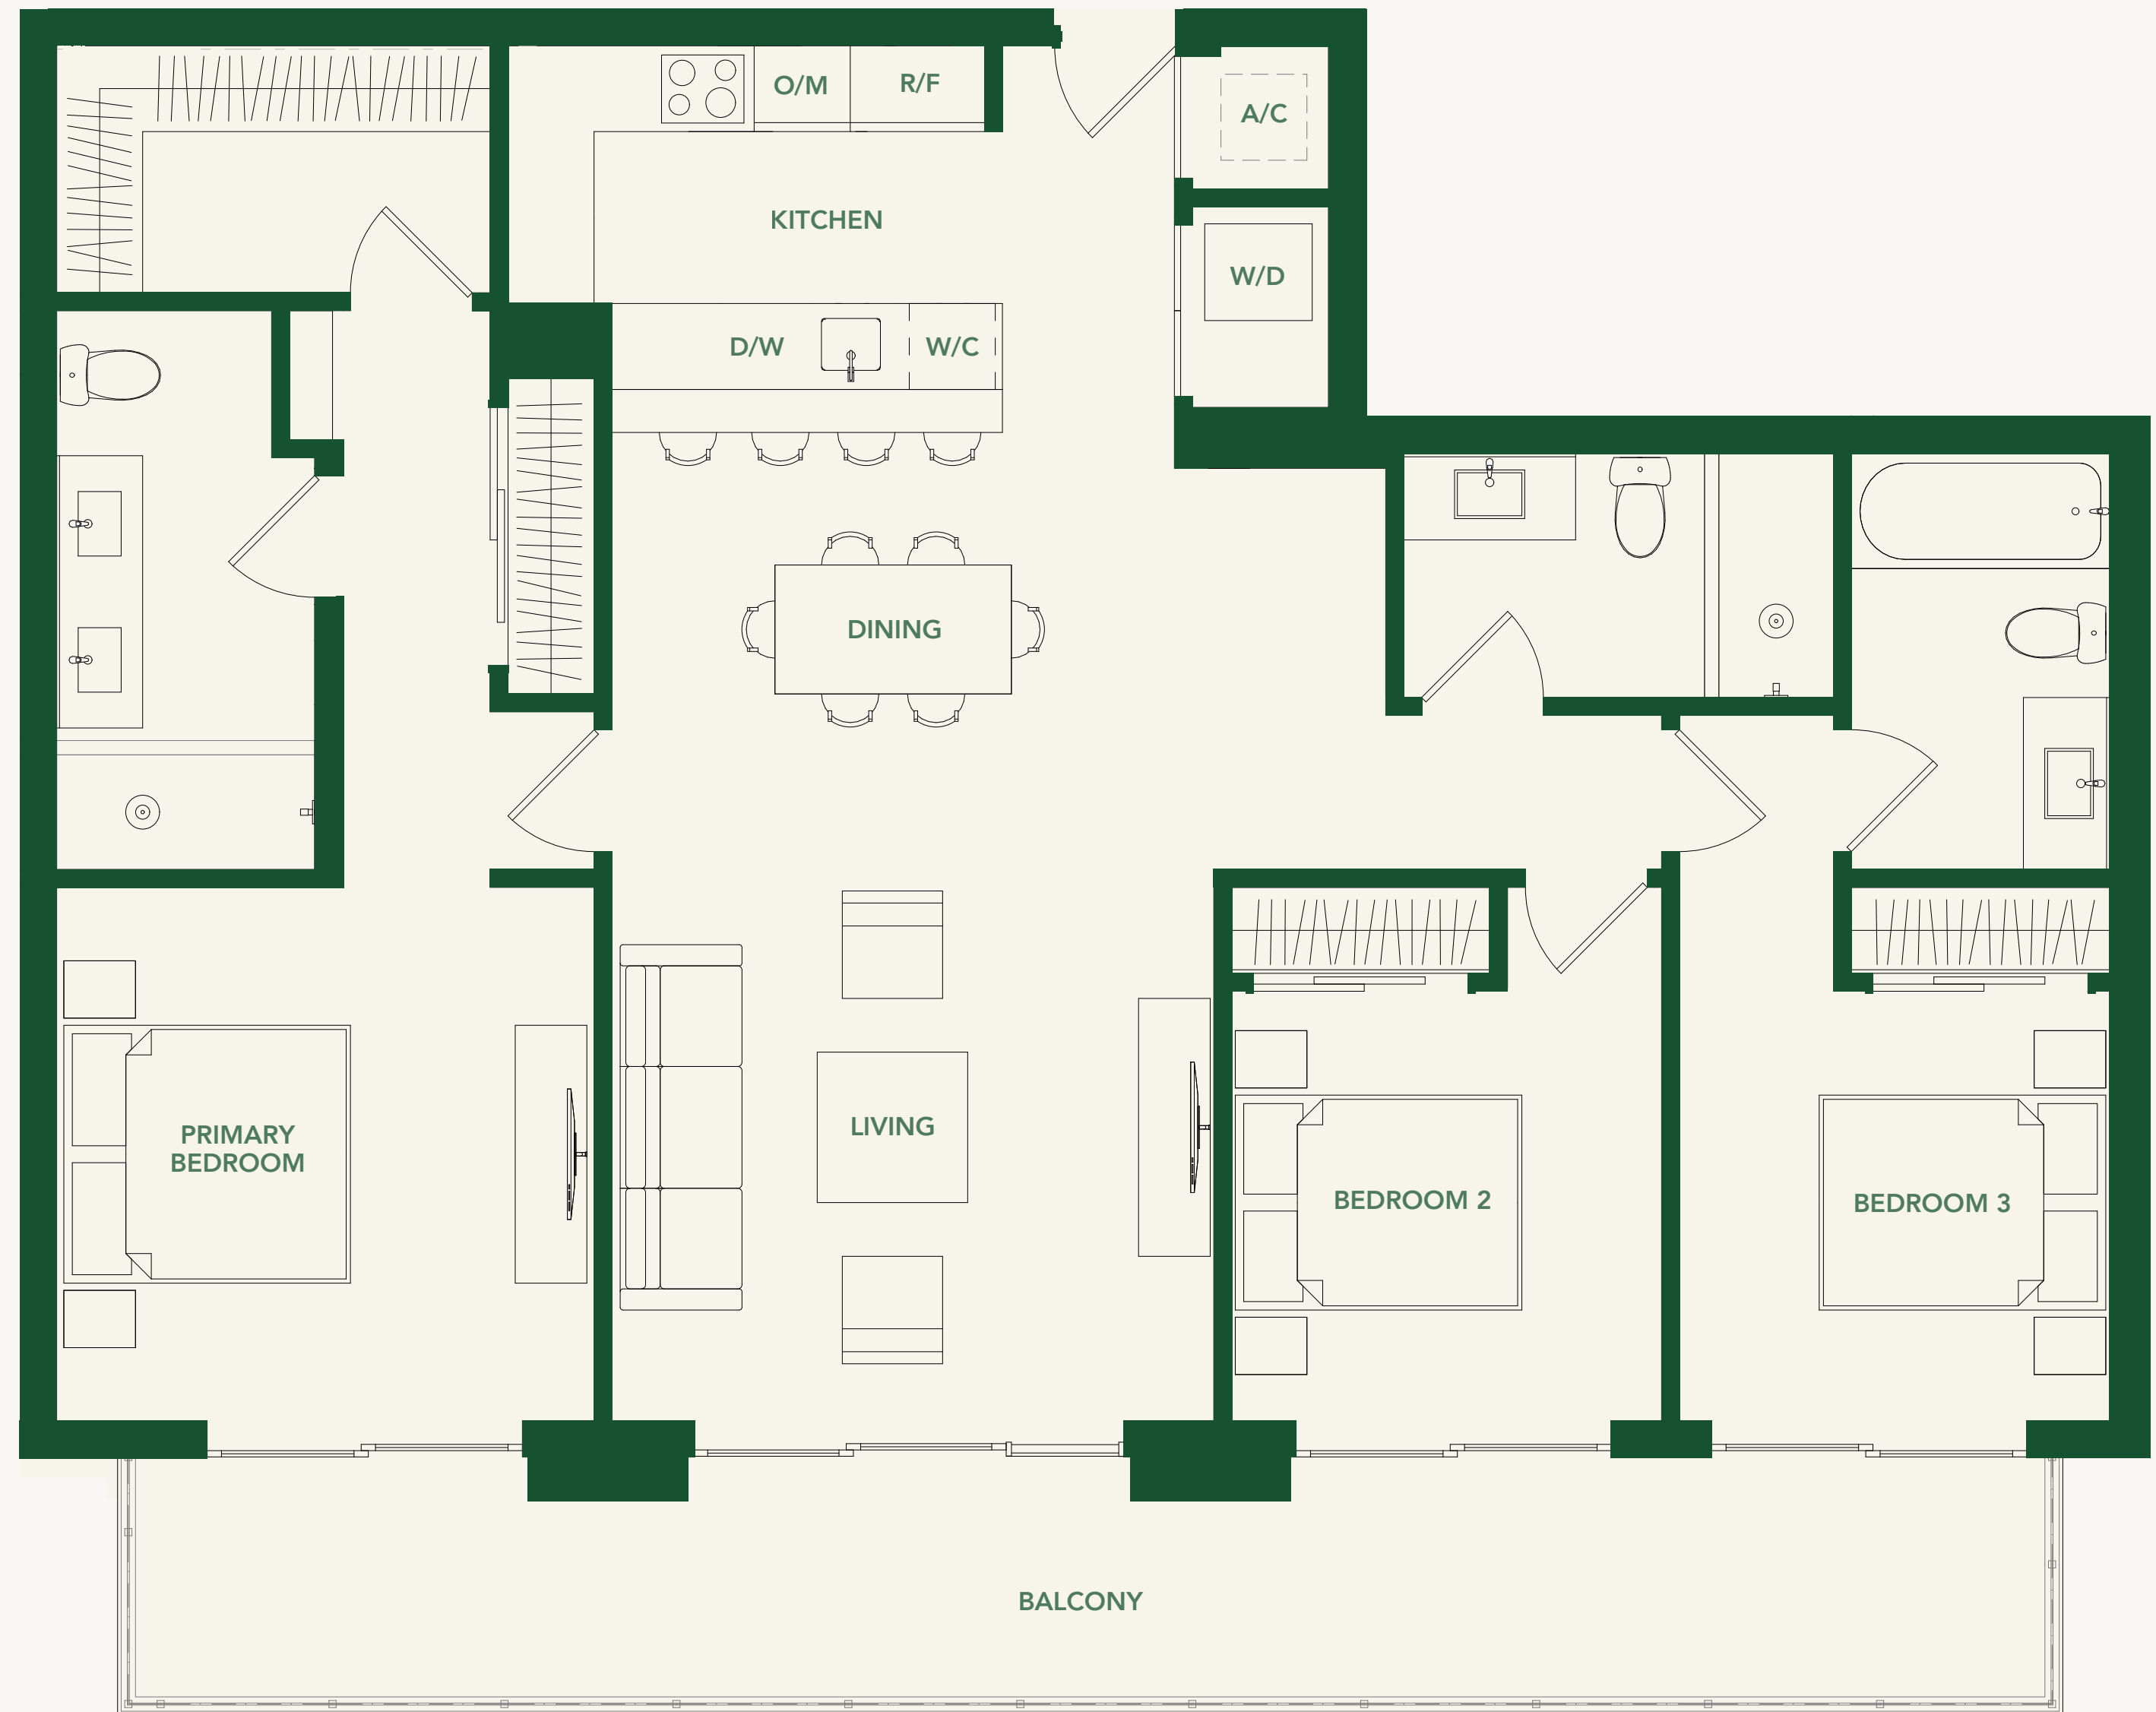 O/M
R/F
A/C
KITCHEN
W/D
D/W
W/C
DINING
PRIMARY
BEDROOM
LIVING
BEDROOM 2
BEDROOM 3
BALCONY